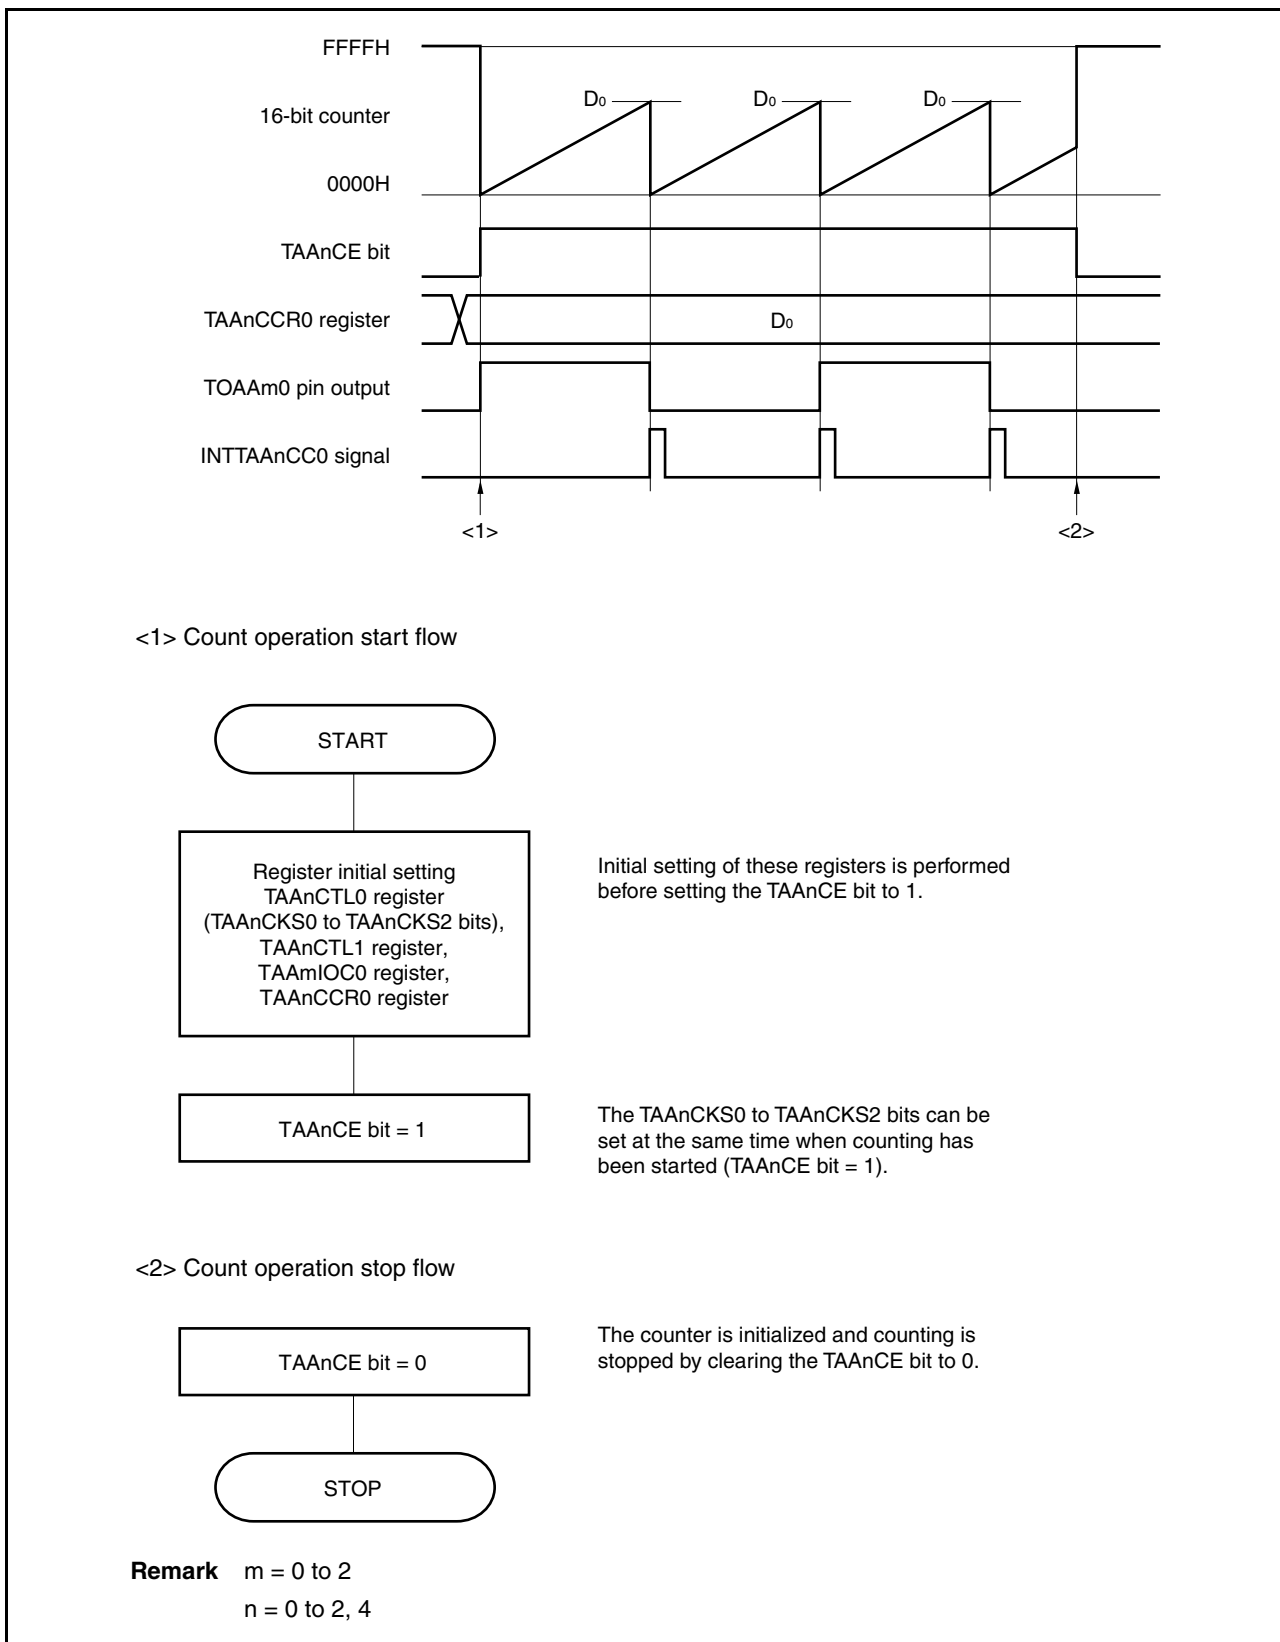 FFFFH
D0 D0 D0
16-bit counter
0000H
TAAnCE bit
TAAnCCR0 register
D0
TOAAm0 pin output
INTTAAnCC0 signal
<1> <2>
<1> Count operation start flow
START
Register initial setting
TAAnCTL0 register
(TAAnCKS0 to TAAnCKS2 bits),
TAAnCTL1 register,
TAAmIOC0 register,
TAAnCCR0 register
Initial setting of these registers is performed
before setting the TAAnCE bit to 1.
TAAnCE bit = 1
The TAAnCKS0 to TAAnCKS2 bits can be
set at the same time when counting has
been started (TAAnCE bit = 1).
<2> Count operation stop flow
TAAnCE bit = 0
The counter is initialized and counting is
stopped by clearing the TAAnCE bit to 0.
STOP
Remark m = 0 to 2
n = 0 to 2, 4